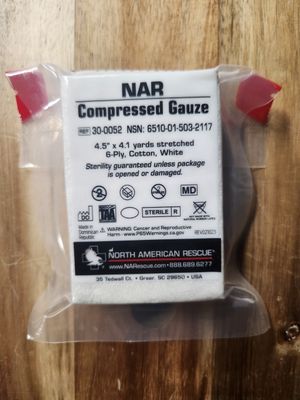 NAR
Compressed Gauze
REF 30-0052 NSN: 6510-01-503-2117
4.5" x 4.1 yards stretched
6-Ply, Cotton, White
Sterility guaranteed unless package
is opened or damaged.
MD
TAA
STERILE R
Made in
Dominican
Republic
WARNING: Cancer and Reproductive
Harm - www.P65Warnings.ca.gov
NORTH AMERICAN RESCUE®
www.NARescue.com • 888.689.6277
35 Tedwall Ct. • Greer, SC 29650 • USA